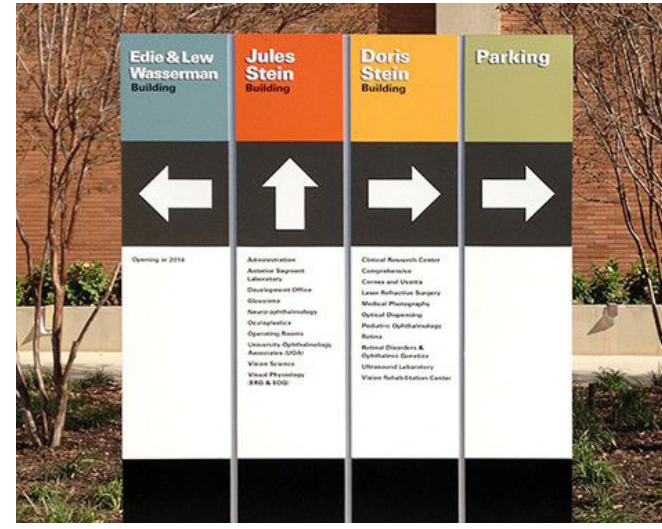 Edie & Lew
Wasserman
Building
Opening in 2014
Jules
Stein
Building
Administration
Anterior Segment
Laboratory
Development Office
Glaucoma
Neuro-ophthalmology
Oculoplastics
Operating Rooms
University Ophthalmology
Associates (UOA)
Vision Science
Visual Physiology
(ERG & EOG)
Doris
Stein
Building
Clinical Research Center
Comprehensive
Cornea and Uveitis
Laser Refractive Surgery
Medical Photography
Optical Dispensing
Pediatric Ophthalmology
Retina
Retinal Disorders &
Ophthalmic Genetics
Ultrasound Laboratory
Vision Rehabilitation Center
Parking